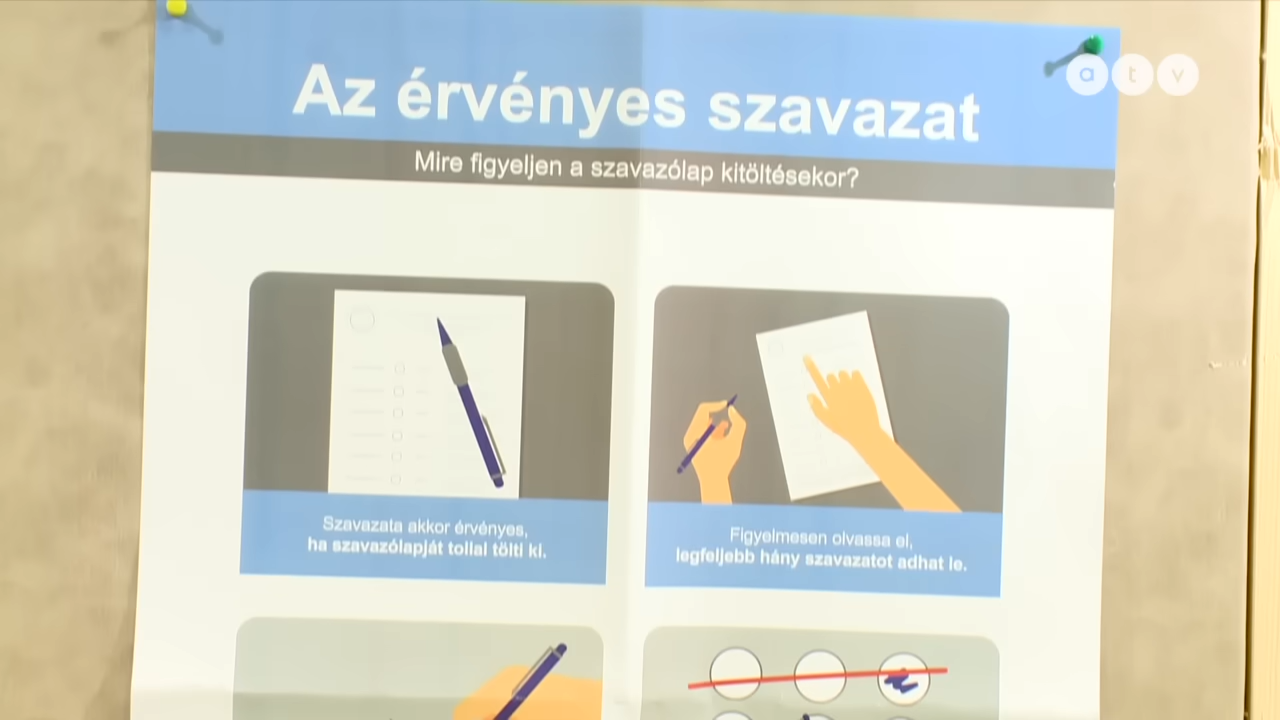 Az érvényes szavazat
atv
Mire figyeljen a szavazólap kitöltésekor?
Szavazata akkor érvényes,
ha szavazólapját tollal tölti ki.
Figyelmesen olvassa el,
legfeljebb hány szavazatot adhat le.